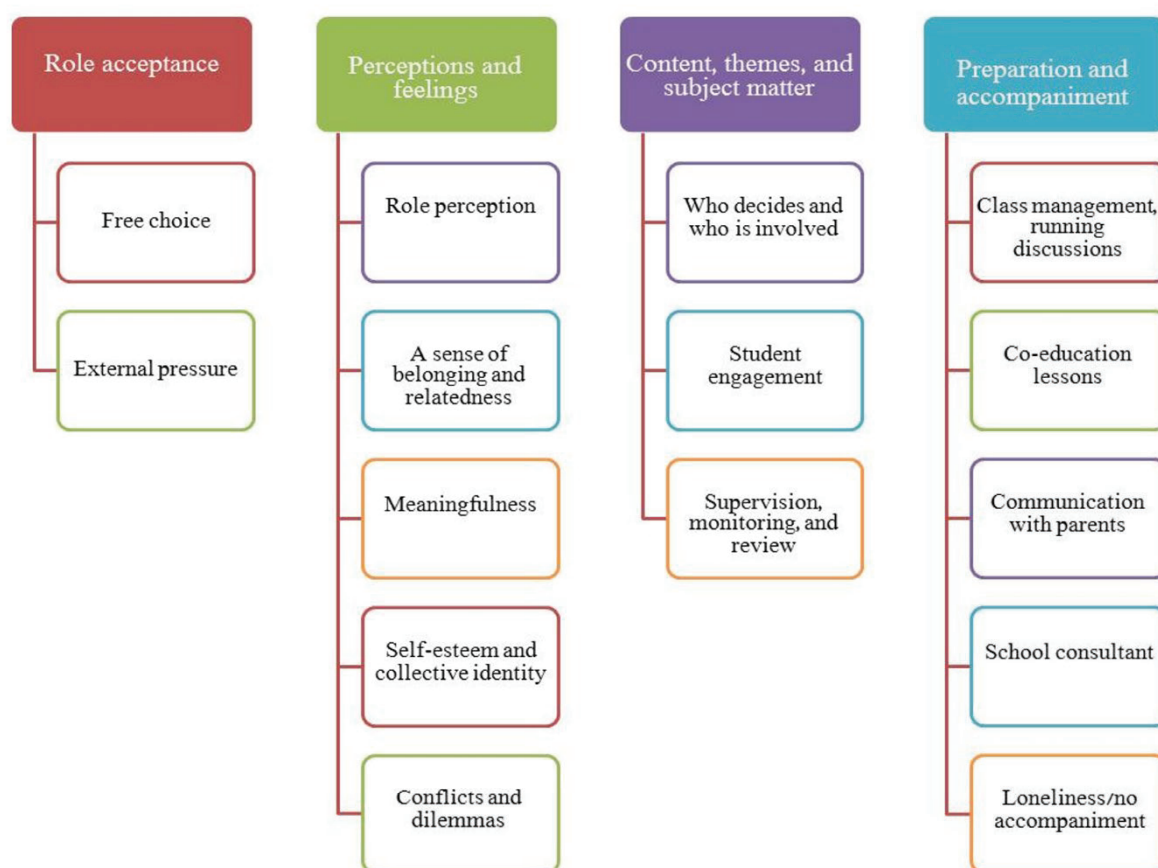 Role acceptance
Free choice
External pressure
Perceptions and
feelings
Role perception
A sense of
belonging and
relatedness
Meaningfulness
Self-esteem and
collective identity
Conflicts and
dilemmas
Content, themes, and
subject matter
Who decides and
who is involved
Student
engagement
Supervision,
monitoring, and
review
Preparation and
accompaniment
Class management,
running
discussions
Co-education
lessons
Communication
with parents
School consultant
Loneliness/no
accompaniment